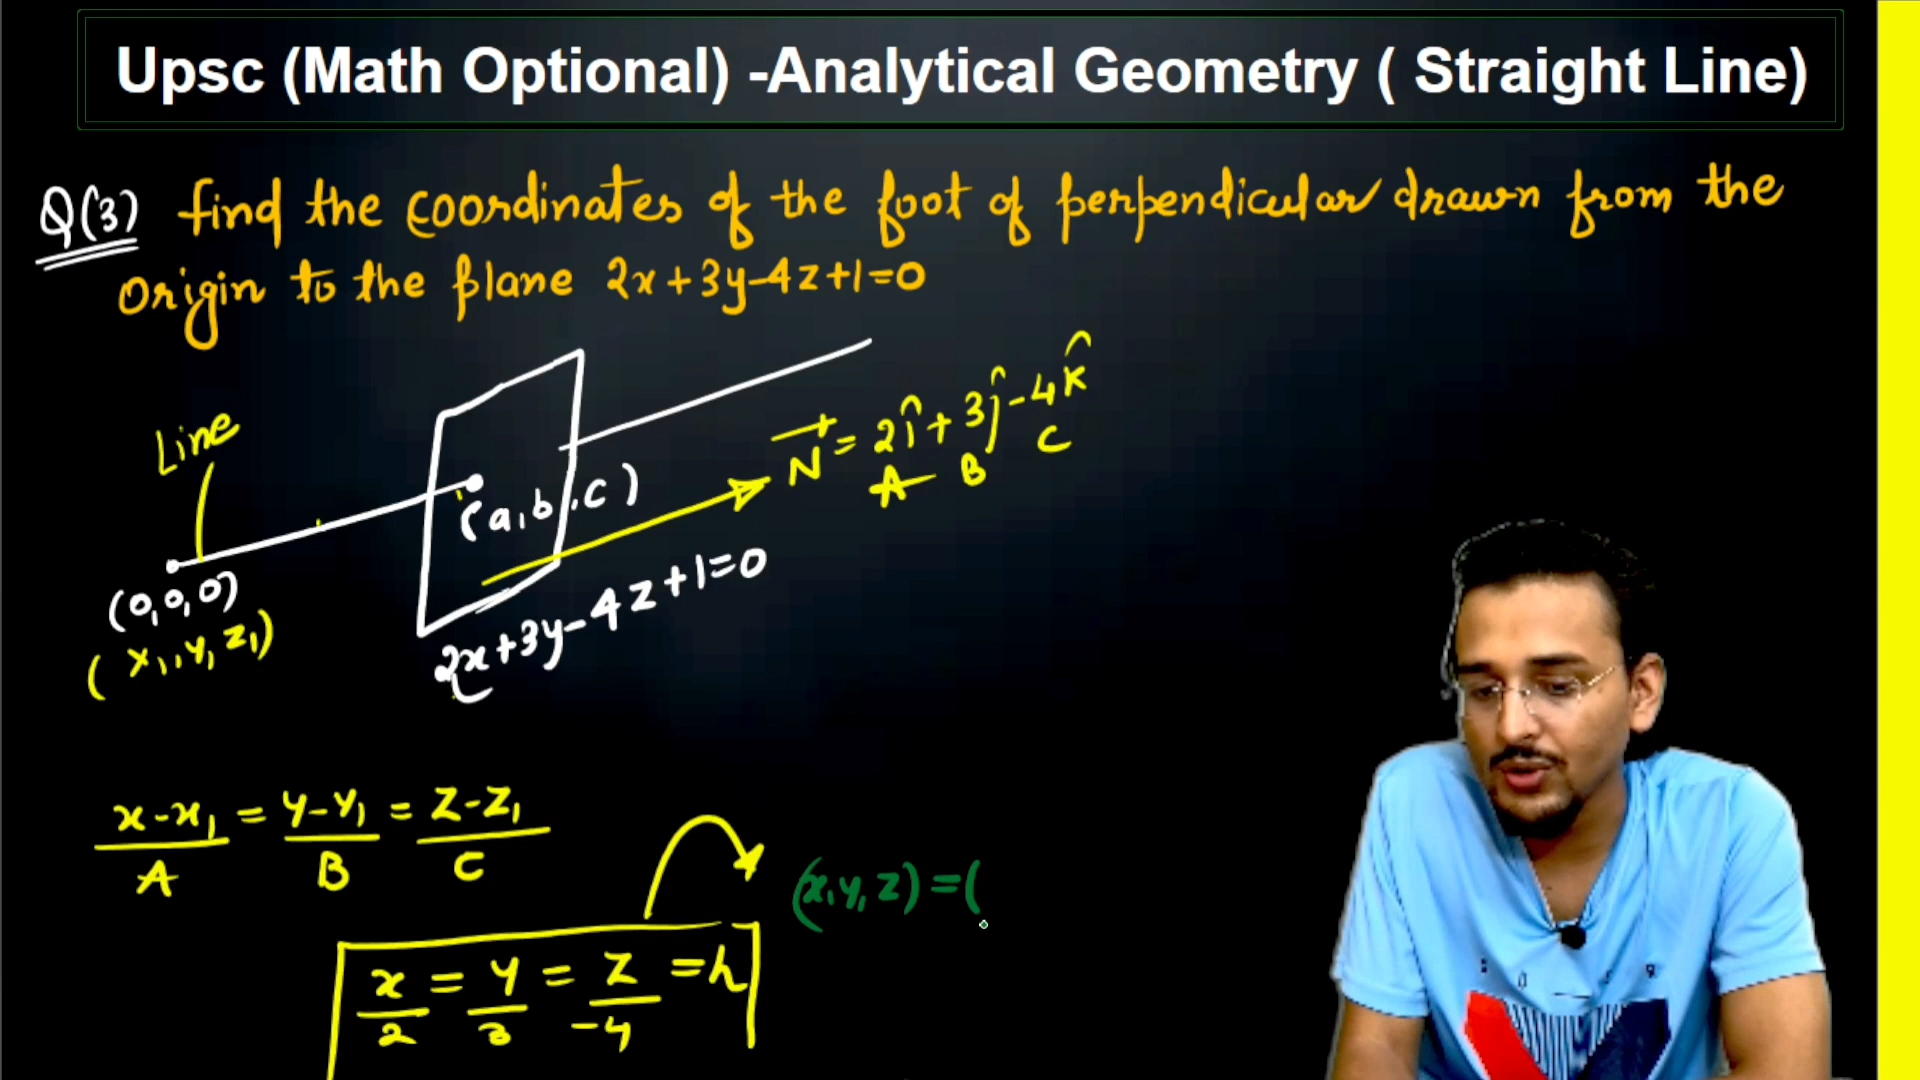 Upsc (Math Optional) -Analytical Geometry ( Straight Line)
Q(3) find the coordinates of the foot of perpendicular drawn from the
origin to the plane 2x+3y-4z+1=0
Line
N⃗ = 2î + 3ĵ - 4k̂
A B C
(a,b,c)
(0,0,0)
(x₁,y₁,z₁)
2x+3y-4z+1=0
x-x₁/A = y-y₁/B = z-z₁/C
(x,y,z)=(
x/2 = y/3 = z/-4 = h